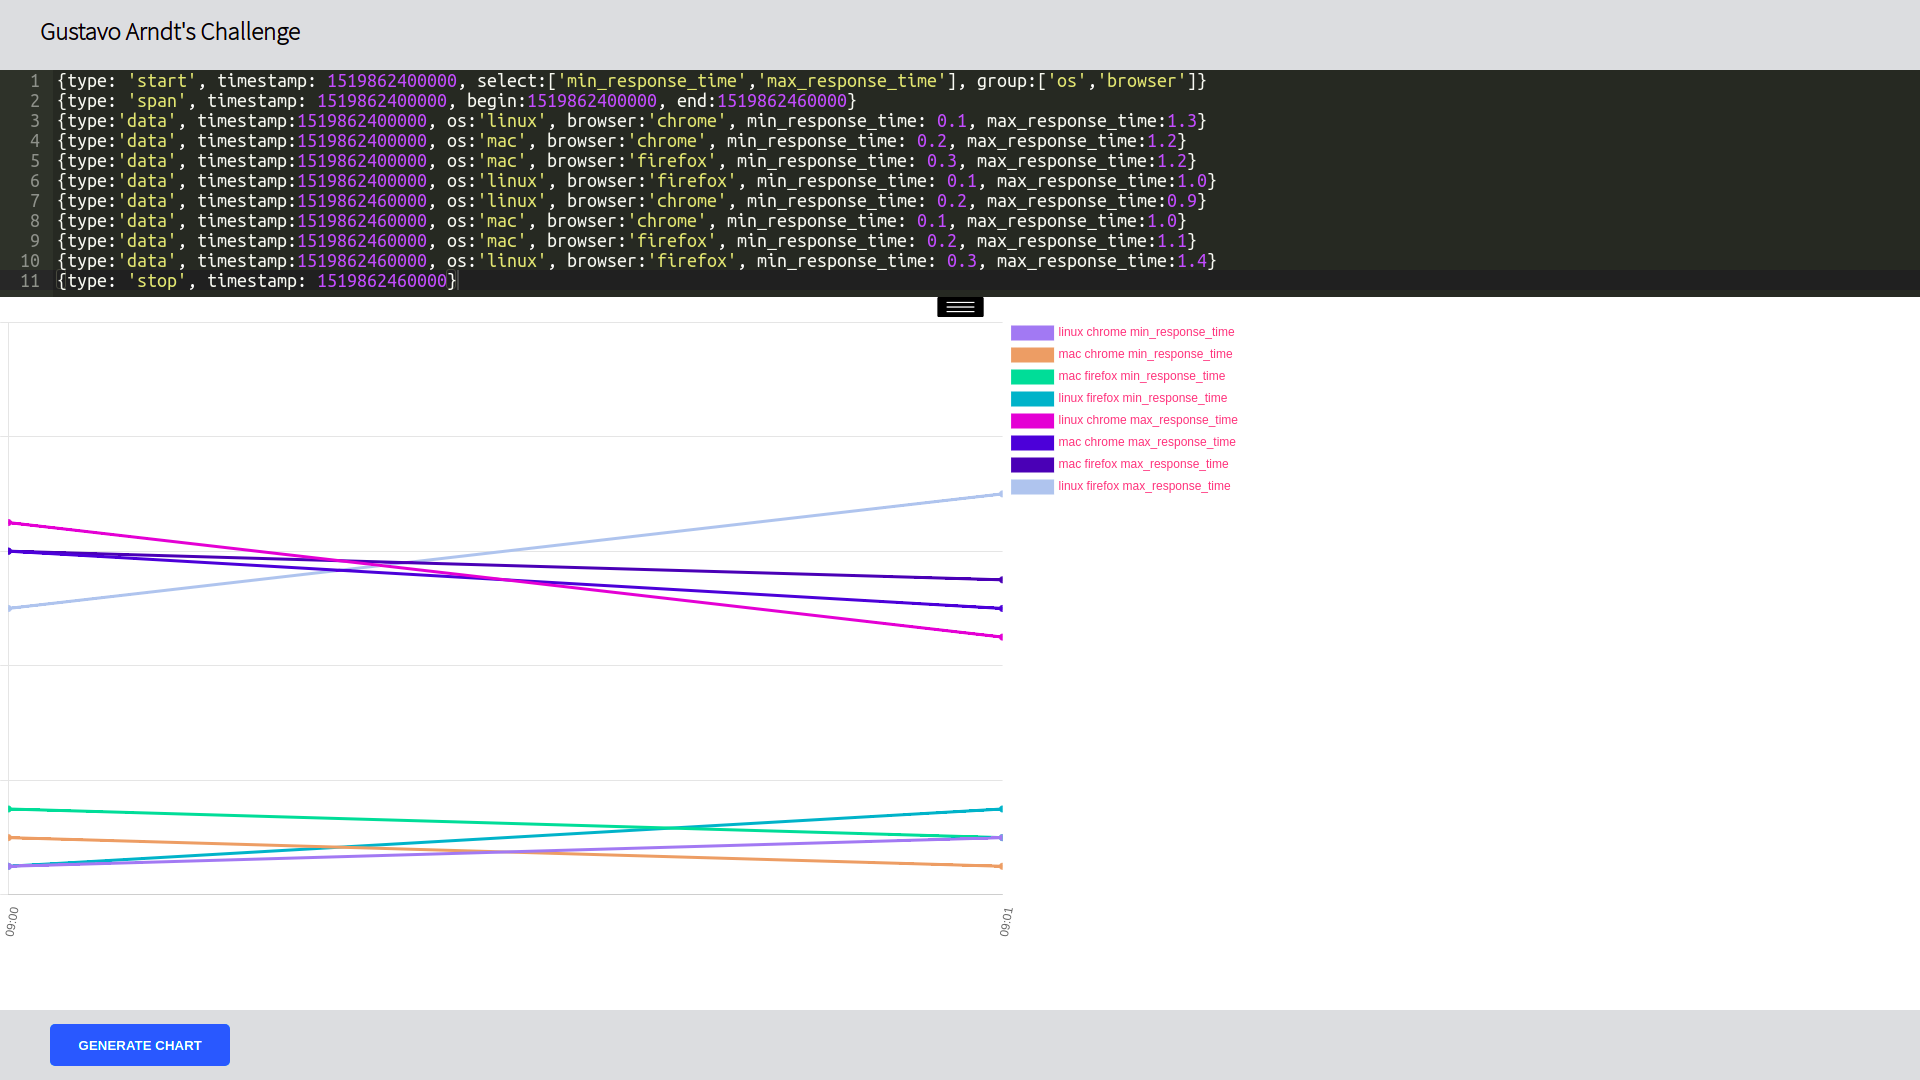 Gustavo Arndt's Challenge
1 {type: 'start', timestamp: 1519862400000, select:['min_response_time','max_response_time'], group:['os','browser']}
2 {type: 'span', timestamp: 1519862400000, begin:1519862400000, end:1519862460000}
3 {type:'data', timestamp:1519862400000, os:'linux', browser:'chrome', min_response_time: 0.1, max_response_time:1.3}
4 {type:'data', timestamp:1519862400000, os:'mac', browser:'chrome', min_response_time: 0.2, max_response_time:1.2}
5 {type:'data', timestamp:1519862400000, os:'mac', browser:'firefox', min_response_time: 0.3, max_response_time:1.2}
6 {type:'data', timestamp:1519862400000, os:'linux', browser:'firefox', min_response_time: 0.1, max_response_time:1.0}
7 {type:'data', timestamp:1519862460000, os:'linux', browser:'chrome', min_response_time: 0.2, max_response_time:0.9}
8 {type:'data', timestamp:1519862460000, os:'mac', browser:'chrome', min_response_time: 0.1, max_response_time:1.0}
9 {type:'data', timestamp:1519862460000, os:'mac', browser:'firefox', min_response_time: 0.2, max_response_time:1.1}
10 {type:'data', timestamp:1519862460000, os:'linux', browser:'firefox', min_response_time: 0.3, max_response_time:1.4}
11 {type: 'stop', timestamp: 1519862460000}
linux chrome min_response_time
mac chrome min_response_time
mac firefox min_response_time
linux firefox min_response_time
linux chrome max_response_time
mac chrome max_response_time
mac firefox max_response_time
linux firefox max_response_time
09:00
09:01
GENERATE CHART